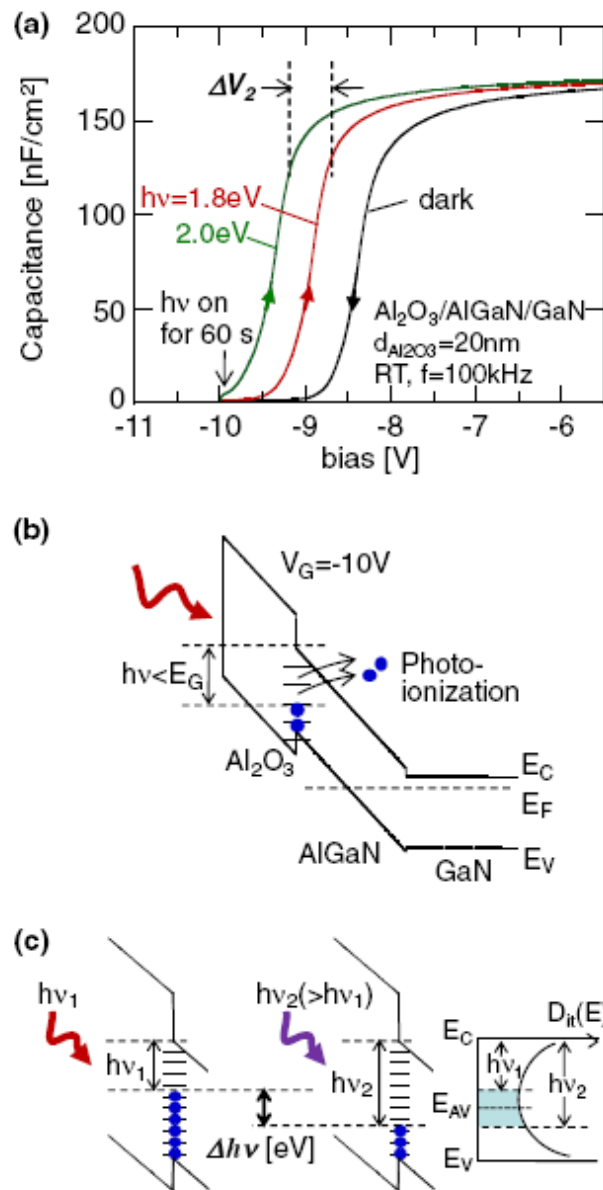 (a)
200
150
100
50
0
Capacitance [nF/cm²]
ΔV₂
hν=1.8eV
2.0eV
dark
hν on
for 60 s
Al₂O₃/AlGaN/GaN
d_Al2O3=20nm
RT, f=100kHz
-11 -10 -9 -8 -7 -6
bias [V]
(b)
V_G=-10V
hν<E_G
Photo-
ionization
Al₂O₃
E_C
E_F
AlGaN
GaN
E_V
(c)
hν₁
hν₂(>hν₁)
hν₁
hν₂
Δhν [eV]
D_it(E)
E_C
hν₁
hν₂
E_AV
E_V